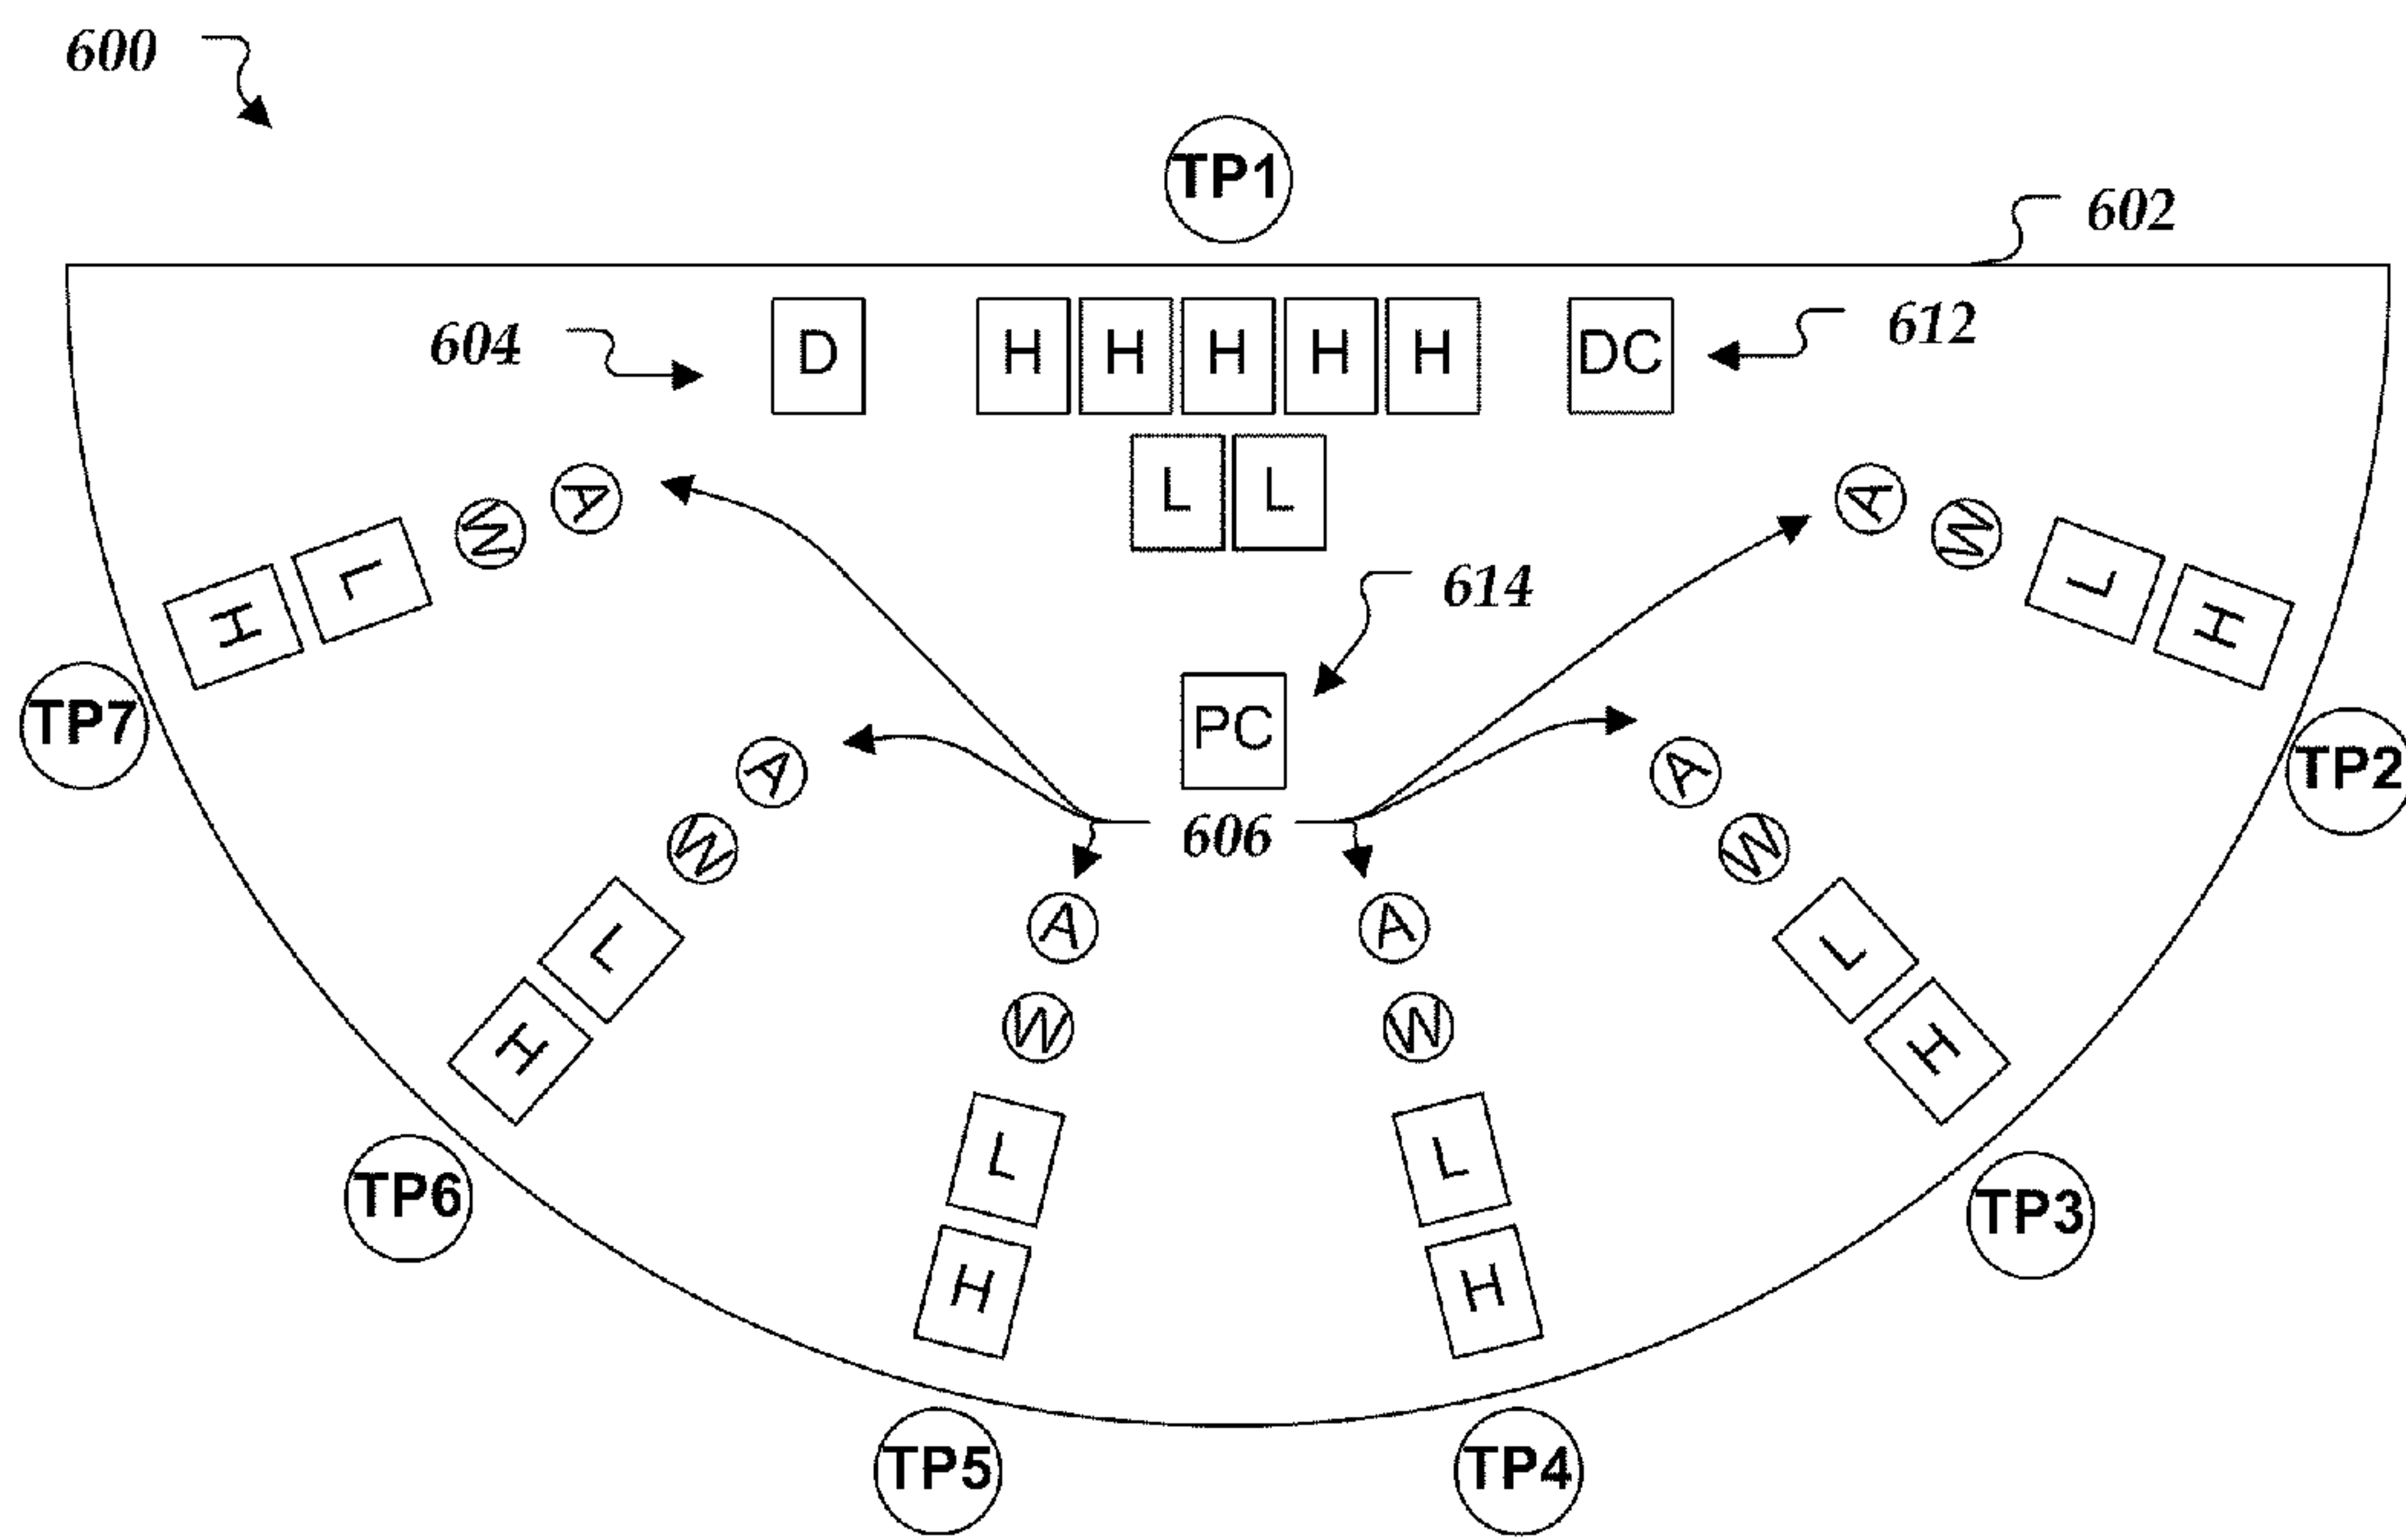 600
TP1
602
604
D H H H H H DC
612
L L
A A
W W
H L L H
614
PC
TP7
TP2
A A
W W
606
L L
H H
A A
W W
L L
H H
TP6
TP3
TP5
TP4